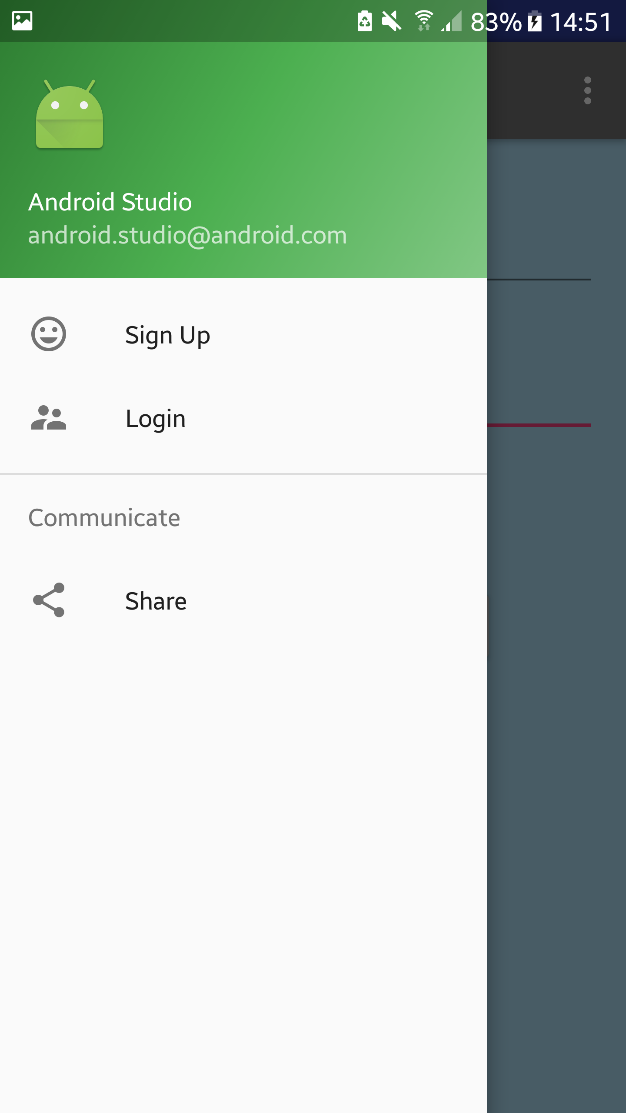 83% 14:51
Android Studio
android.studio@android.com
Sign Up
Login
Communicate
Share